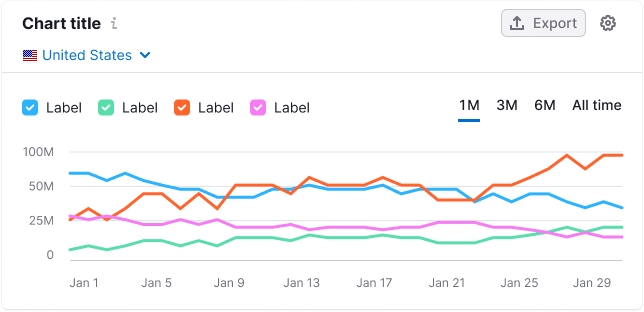 Chart title
Export
United States
Label Label Label Label
1M 3M 6M All time
100M
50M
25M
0
Jan 1 Jan 5 Jan 9 Jan 13 Jan 17 Jan 21 Jan 25 Jan 29